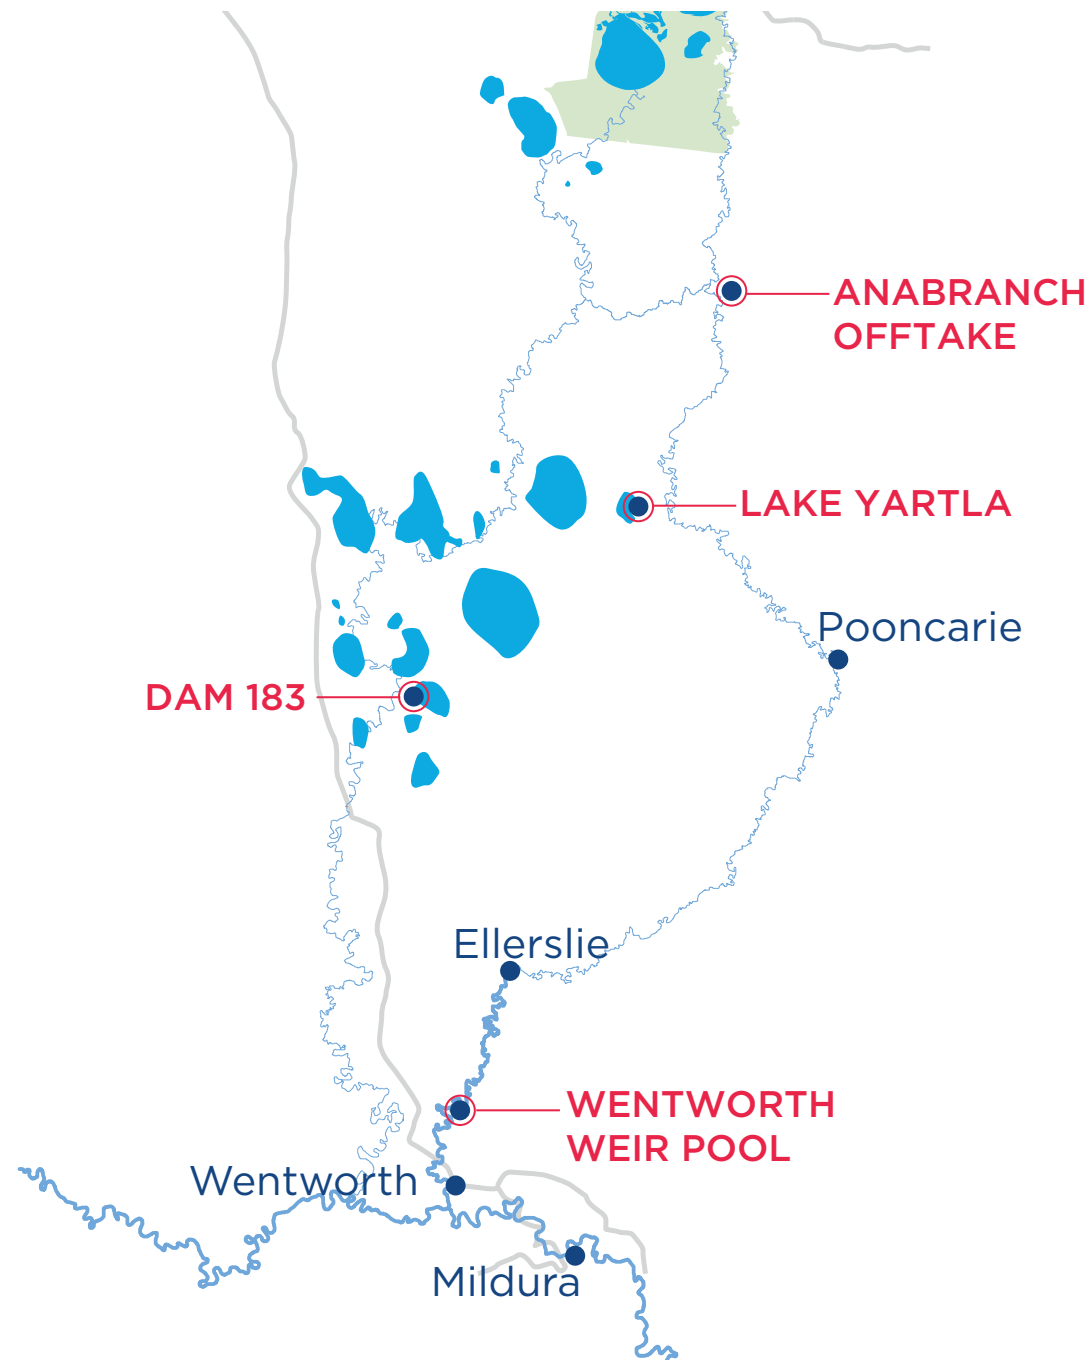 ANABRANCH
OFFTAKE
LAKE YARTLA
Pooncarie
DAM 183
Ellerslie
WENTWORTH
WEIR POOL
Wentworth
Mildura